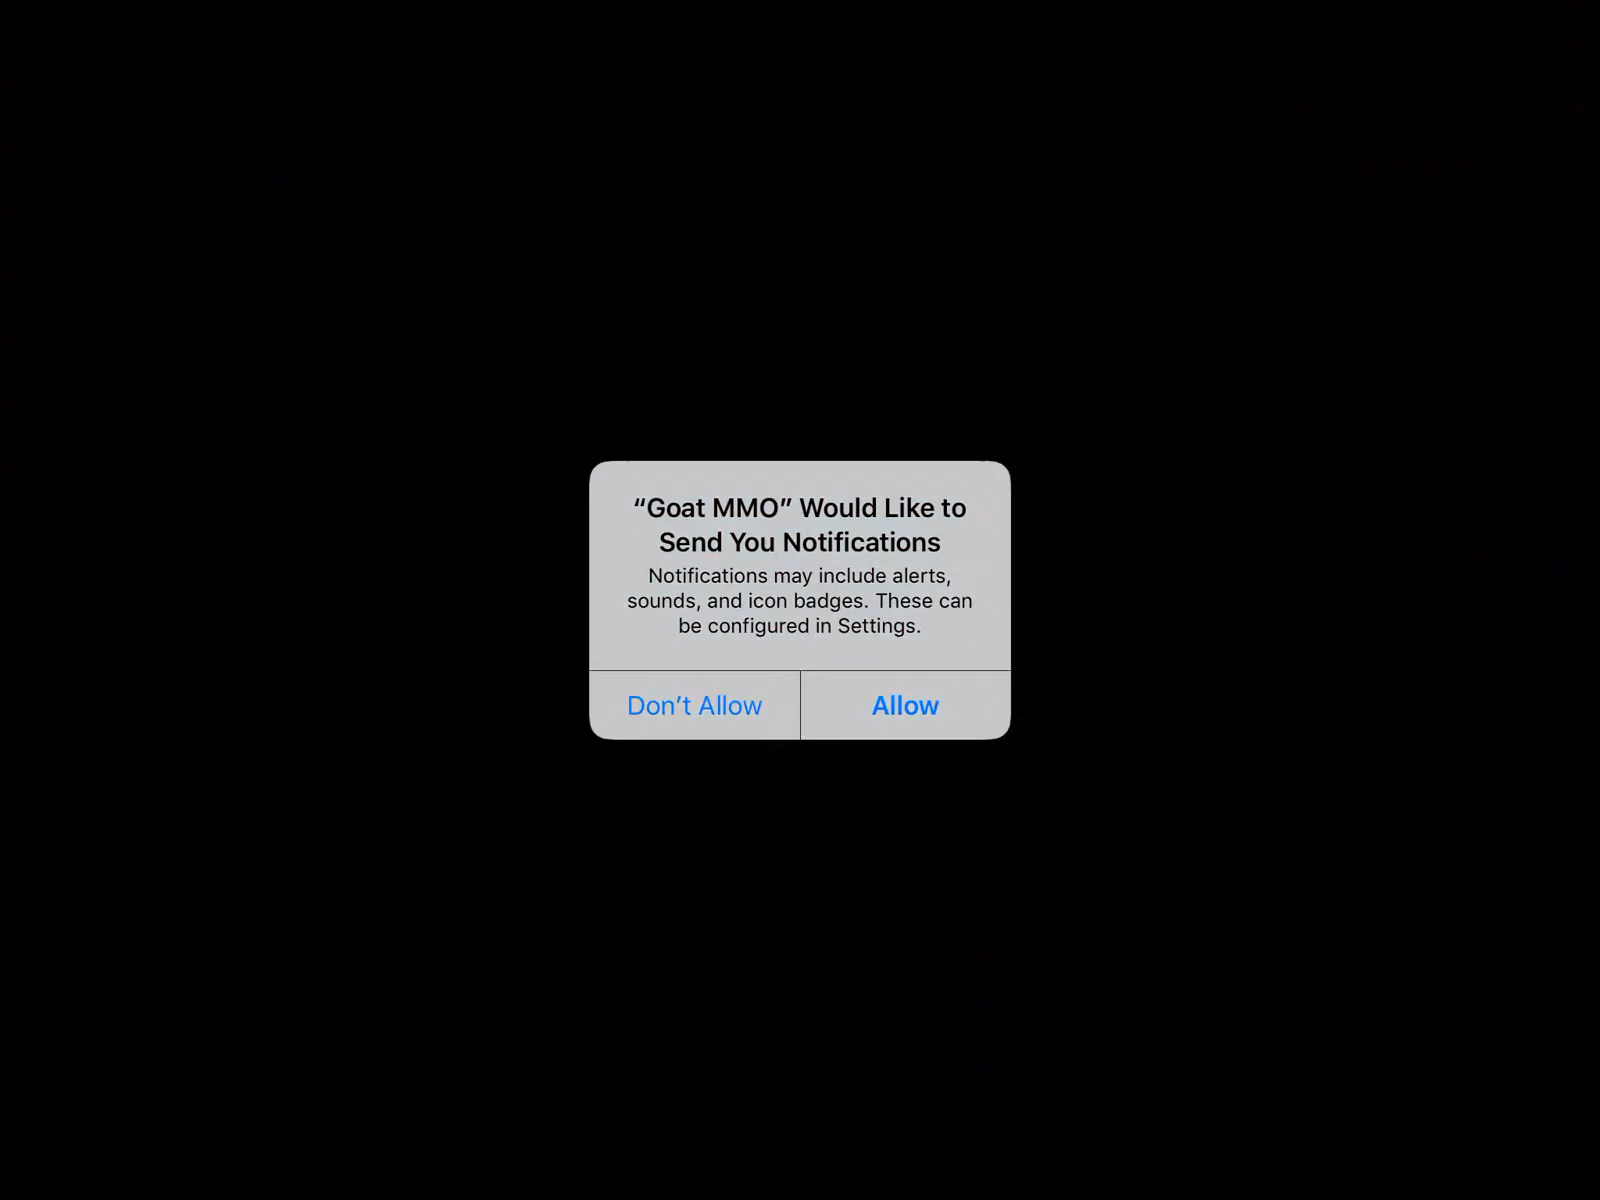 “Goat MMO” Would Like to
Send You Notifications
Notifications may include alerts,
sounds, and icon badges. These can
be configured in Settings.
Don’t Allow
Allow